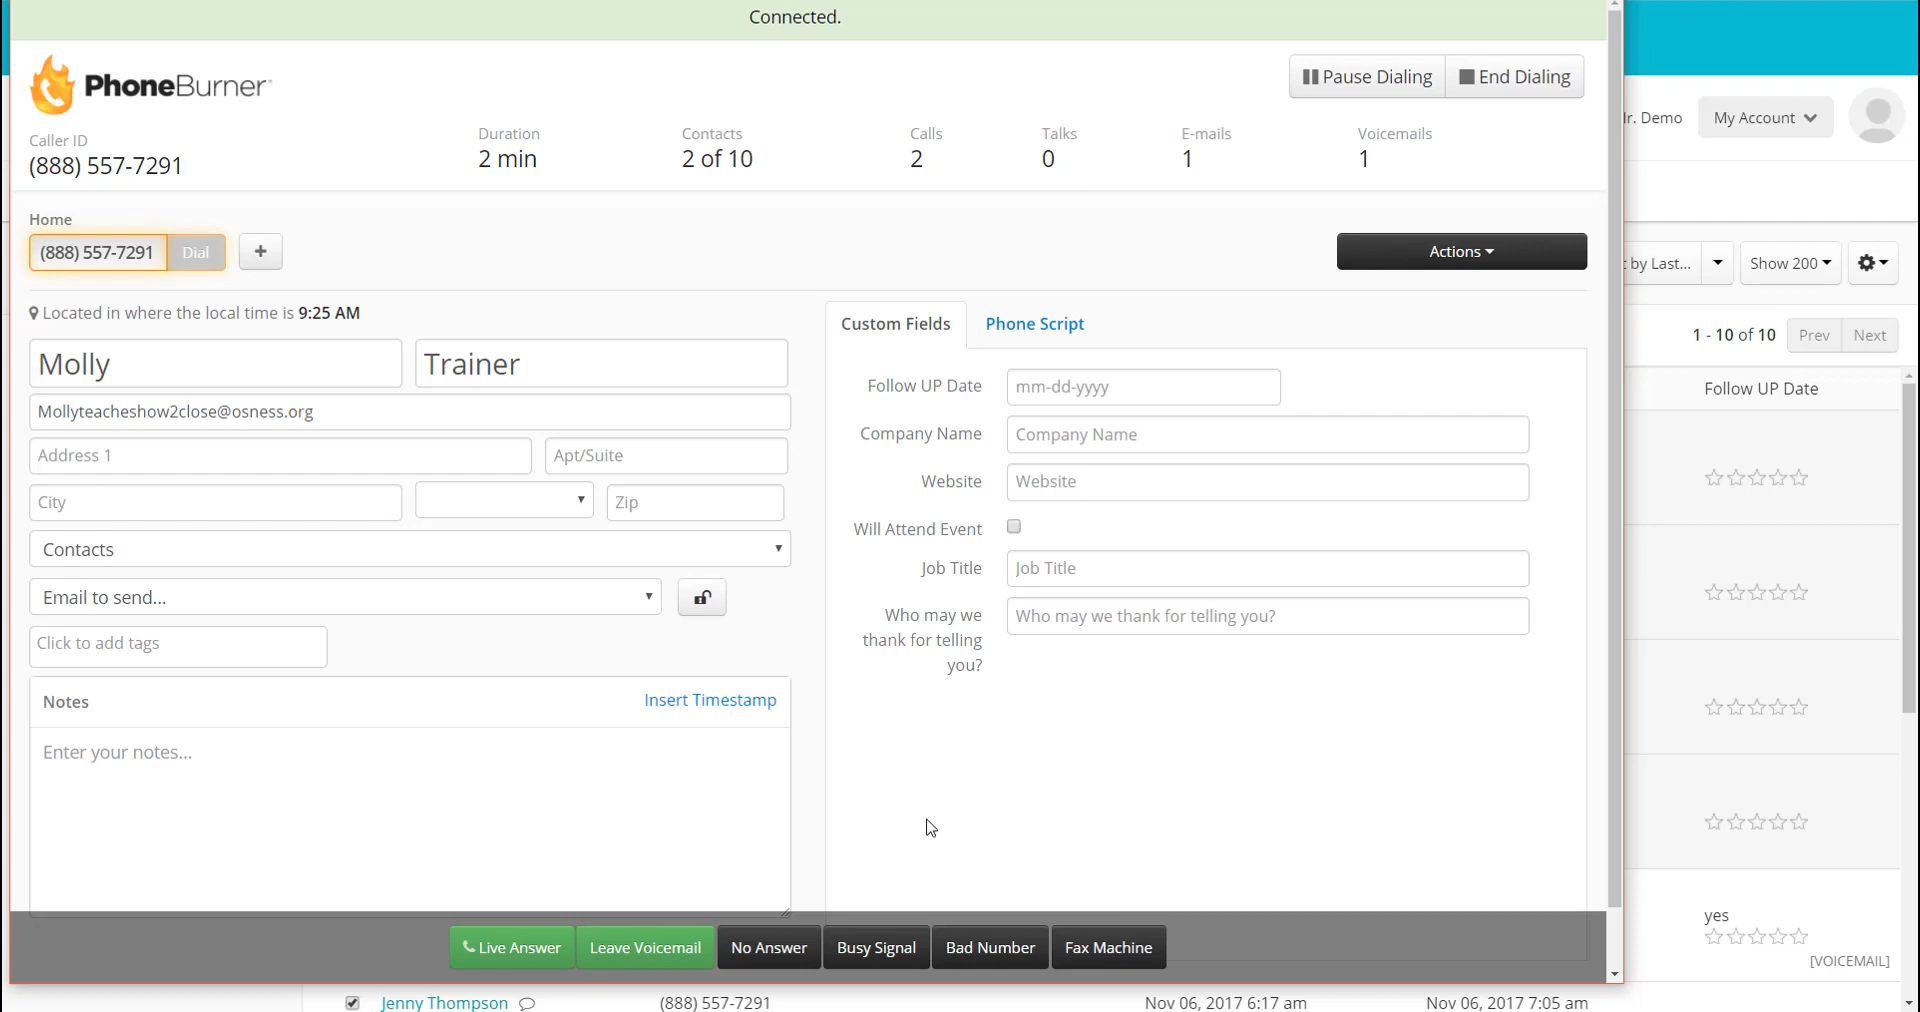 Connected.
PhoneBurner
Pause Dialing
End Dialing
Caller ID
(888) 557-7291
Duration
2 min
Contacts
2 of 10
Calls
2
Talks
0
E-mails
1
Voicemails
1
Home
(888) 557-7291 Dial +
Actions
Located in where the local time is 9:25 AM
Molly Trainer
Mollyteacheshow2close@osness.org
Address 1 Apt/Suite
City Zip
Contacts
Email to send...
Click to add tags
Notes Insert Timestamp
Enter your notes...
Custom Fields Phone Script
Follow UP Date mm-dd-yyyy
Company Name Company Name
Website Website
Will Attend Event
Job Title Job Title
Who may we thank for telling you? Who may we thank for telling you?
Live Answer Leave Voicemail No Answer Busy Signal Bad Number Fax Machine
Demo My Account
by Last... Show 200
1 - 10 of 10 Prev Next
Follow UP Date
yes
[VOICEMAIL]
Jenny Thompson (888) 557-7291 Nov 06, 2017 6:17 am Nov 06, 2017 7:05 am